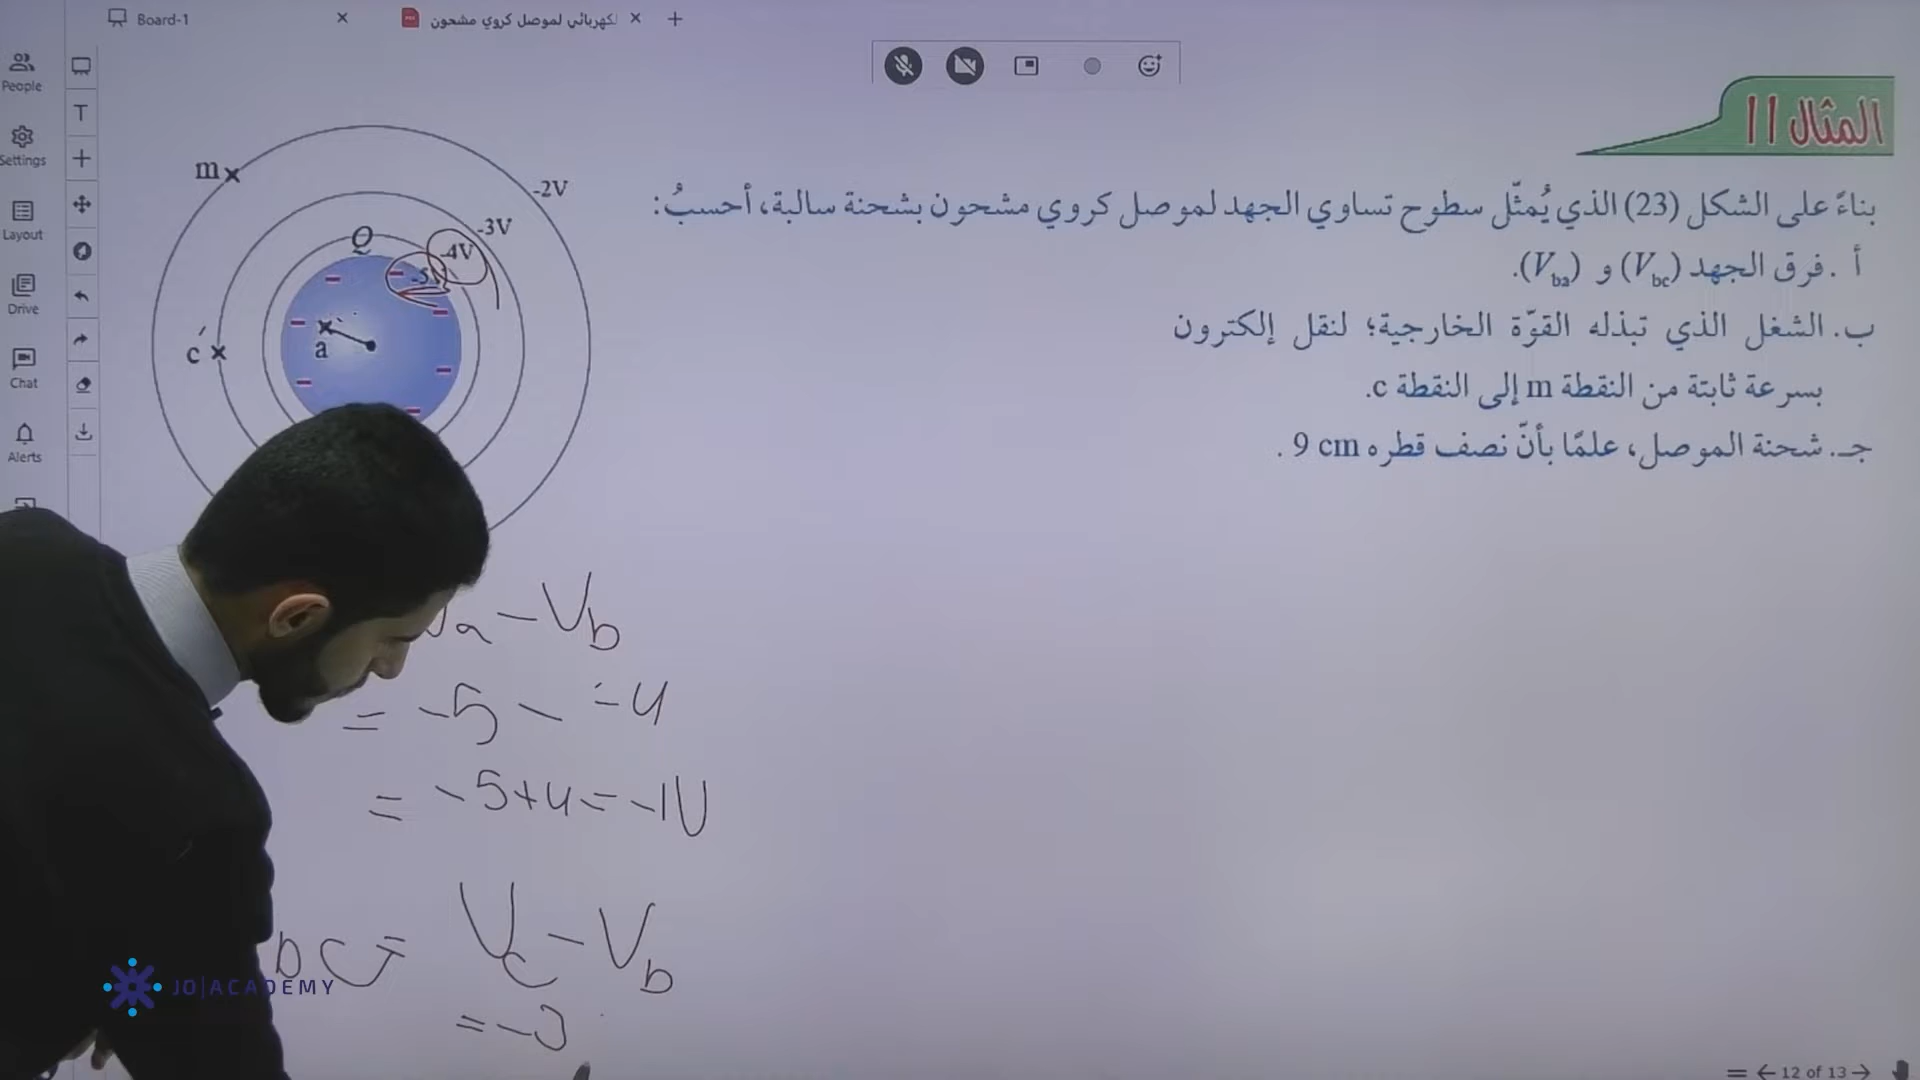 Board-1
كهربائي لموصل كروي مشحون
People
Settings
Layout
Drive
Chat
Alerts
المثال 11
بناءً على الشكل (23) الذي يُمثّل سطوح تساوي الجهد لموصل كروي مشحون بشحنة سالبة، أحسبُ:
أ . فرق الجهد (Vbc) و (Vba).
ب. الشغل الذي تبذله القوّة الخارجية؛ لنقل إلكترون
بسرعة ثابتة من النقطة m إلى النقطة c.
جـ. شحنة الموصل، علمًا بأنّ نصف قطره 9 cm .
m
-2V
-3V
Q
-4V
-5V
c
a
Va - Vb
= -5 - -4
= -5+4 = -1V
bc = Vc - Vb
= -3
JO|ACADEMY
12 of 13